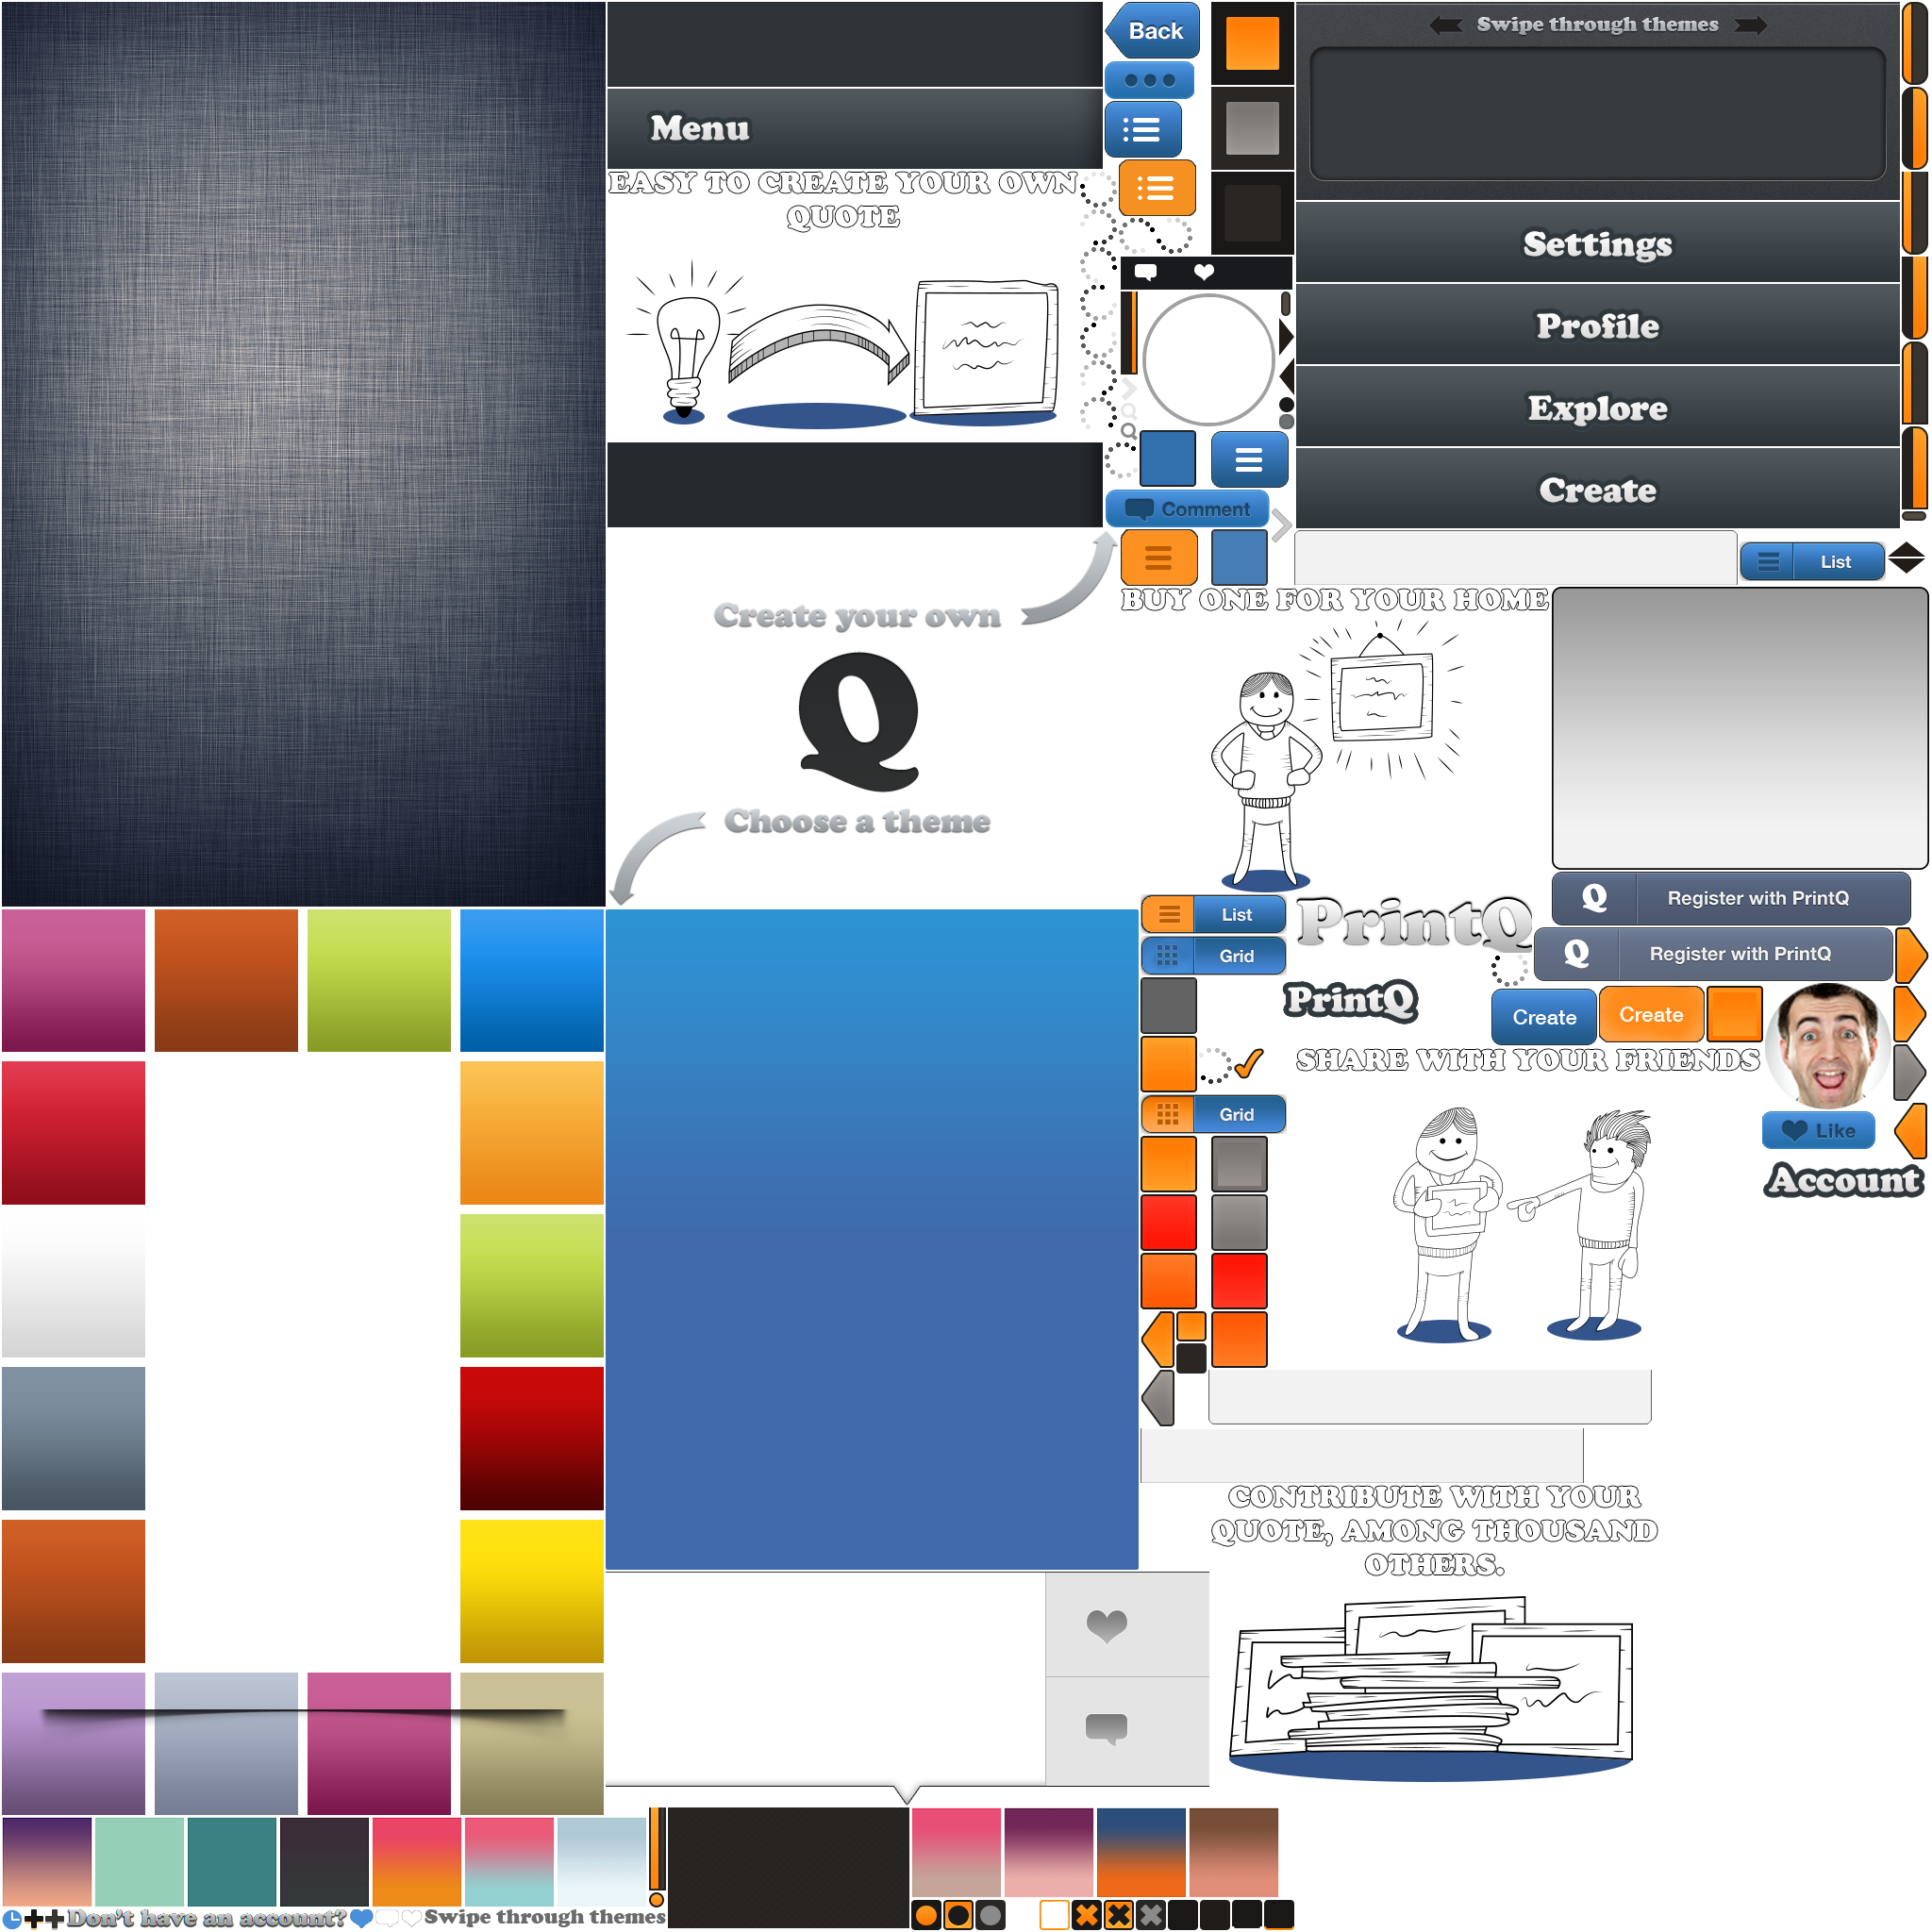 Back
Swipe through themes
Menu
EASY TO CREATE YOUR OWN
QUOTE
Settings
Profile
Explore
Create
Comment
List
Create your own
BUY ONE FOR YOUR HOME
Q
Choose a theme
Q Register with PrintQ
List
PrintQ
Q Register with PrintQ
Grid
PrintQ
Create
Create
SHARE WITH YOUR FRIENDS
Grid
Like
Account
CONTRIBUTE WITH YOUR
QUOTE, AMONG THOUSAND
OTHERS.
Don't have an account?
Swipe through themes